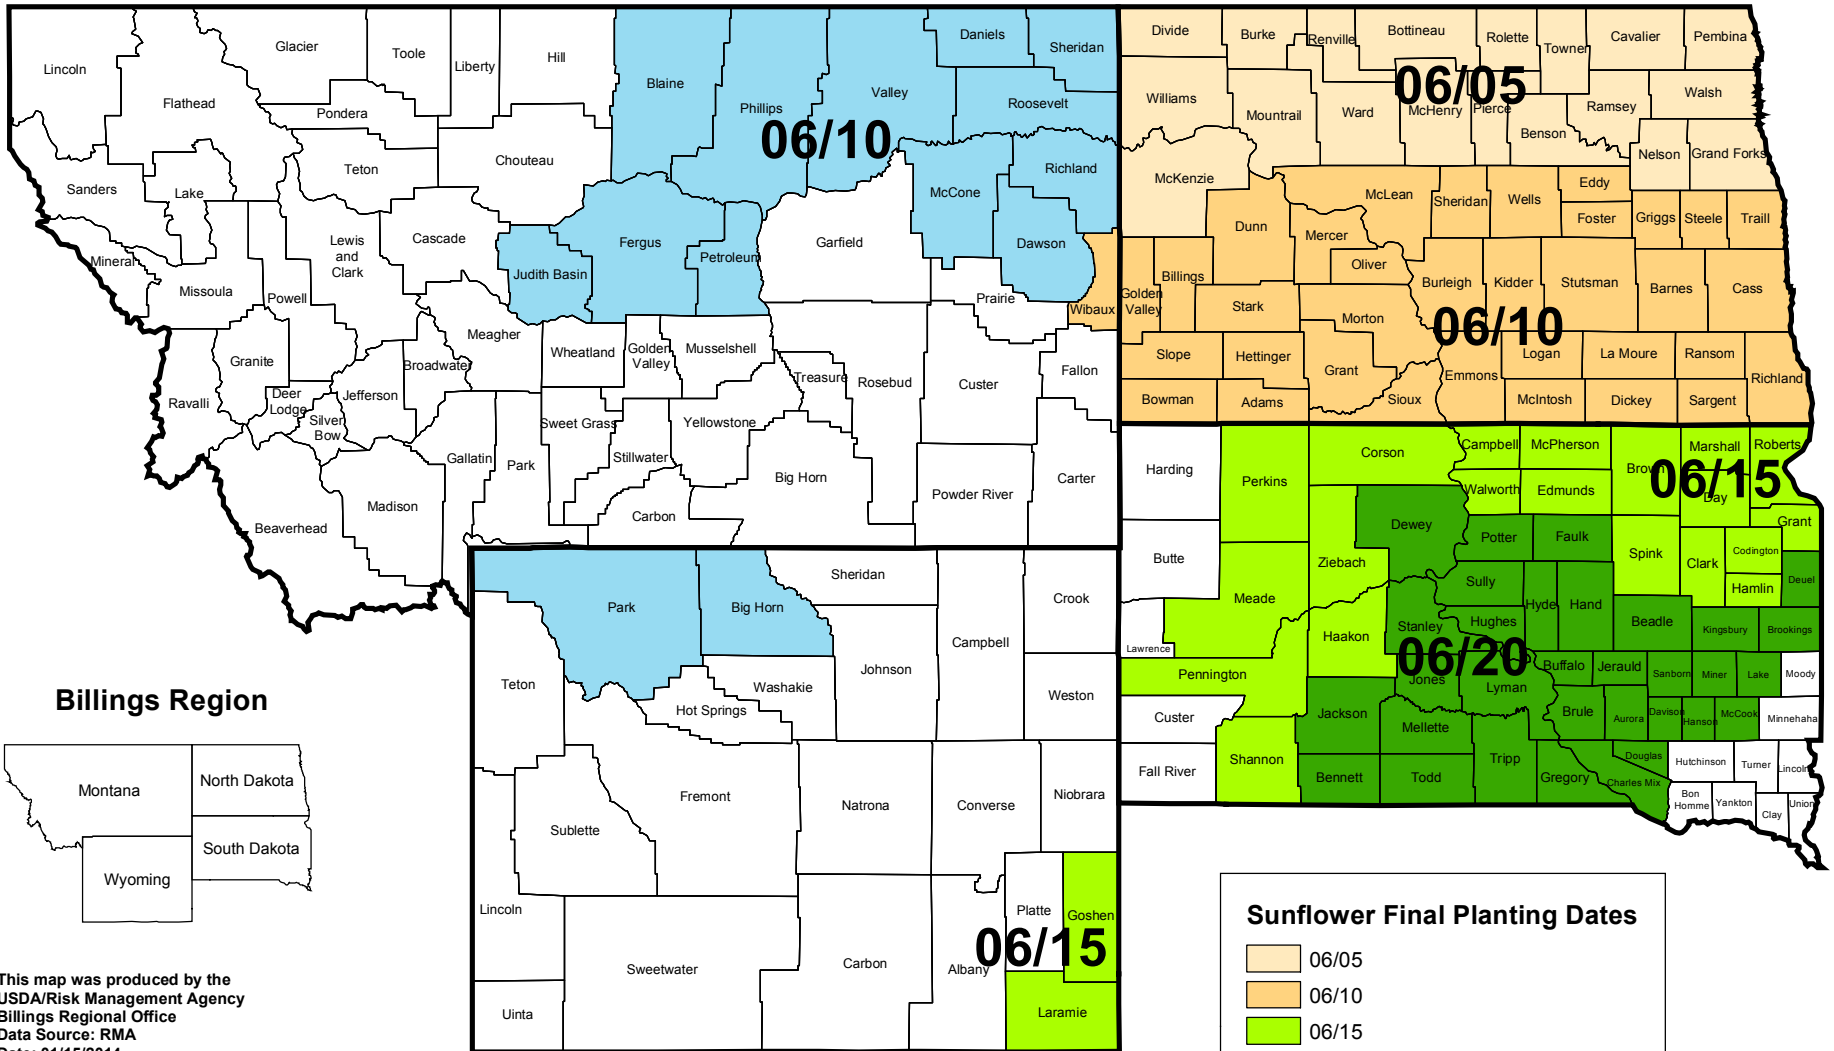 Lincoln
Flathead
Glacier
Toole
Liberty
Hill
Blaine
Phillips
Valley
Daniels
Sheridan
Roosevelt
Pondera
Teton
Chouteau
Sanders
Lake
McCone
Richland
06/10
Mineral
Missoula
Powell
Lewis
and
Clark
Cascade
Judith Basin
Fergus
Petroleum
Garfield
Dawson
Prairie
Wibaux
Meagher
Granite
Ravalli
Deer
Lodge
Silver
Bow
Jefferson
Broadwater
Wheatland
Golden
Valley
Musselshell
Treasure
Rosebud
Custer
Fallon
Sweet Grass
Stillwater
Yellowstone
Big Horn
Powder River
Carter
Gallatin
Park
Carbon
Madison
Beaverhead
Divide
Burke
Renville
Bottineau
Rolette
Towner
Cavalier
Pembina
06/05
Williams
Mountrail
Ward
McHenry
Pierce
Benson
Ramsey
Walsh
Nelson
Grand Forks
McKenzie
McLean
Sheridan
Wells
Eddy
Foster
Griggs
Steele
Traill
Dunn
Mercer
Oliver
Billings
Golden
Valley
Stark
Morton
Burleigh
Kidder
Stutsman
Barnes
Cass
06/10
Slope
Hettinger
Grant
Logan
La Moure
Ransom
Richland
Bowman
Adams
Sioux
Emmons
McIntosh
Dickey
Sargent
Harding
Perkins
Corson
Campbell
McPherson
Brown
Marshall
Roberts
06/15
Walworth
Edmunds
Day
Grant
Butte
Meade
Ziebach
Dewey
Potter
Faulk
Spink
Clark
Codington
Hamlin
Deuel
Sully
Hyde
Hand
Beadle
Kingsbury
Brookings
Haakon
Stanley
Hughes
06/20
Lawrence
Pennington
Jones
Lyman
Buffalo
Jerauld
Sanborn
Miner
Lake
Moody
Custer
Jackson
Mellette
Brule
Aurora
Davison
Hanson
McCook
Minnehaha
Fall River
Shannon
Bennett
Todd
Tripp
Gregory
Douglas
Charles Mix
Hutchinson
Turner
Lincoln
Bon
Homme
Yankton
Clay
Union
Park
Big Horn
Sheridan
Campbell
Crook
Teton
Washakie
Hot Springs
Johnson
Weston
Sublette
Fremont
Natrona
Converse
Niobrara
Lincoln
Sweetwater
Carbon
Albany
Platte
Goshen
06/15
Uinta
Laramie
Billings Region
Montana
North Dakota
South Dakota
Wyoming
This map was produced by the
USDA/Risk Management Agency
Billings Regional Office
Data Source: RMA
Date: 01/15/2014
Sunflower Final Planting Dates
06/05
06/10
06/15